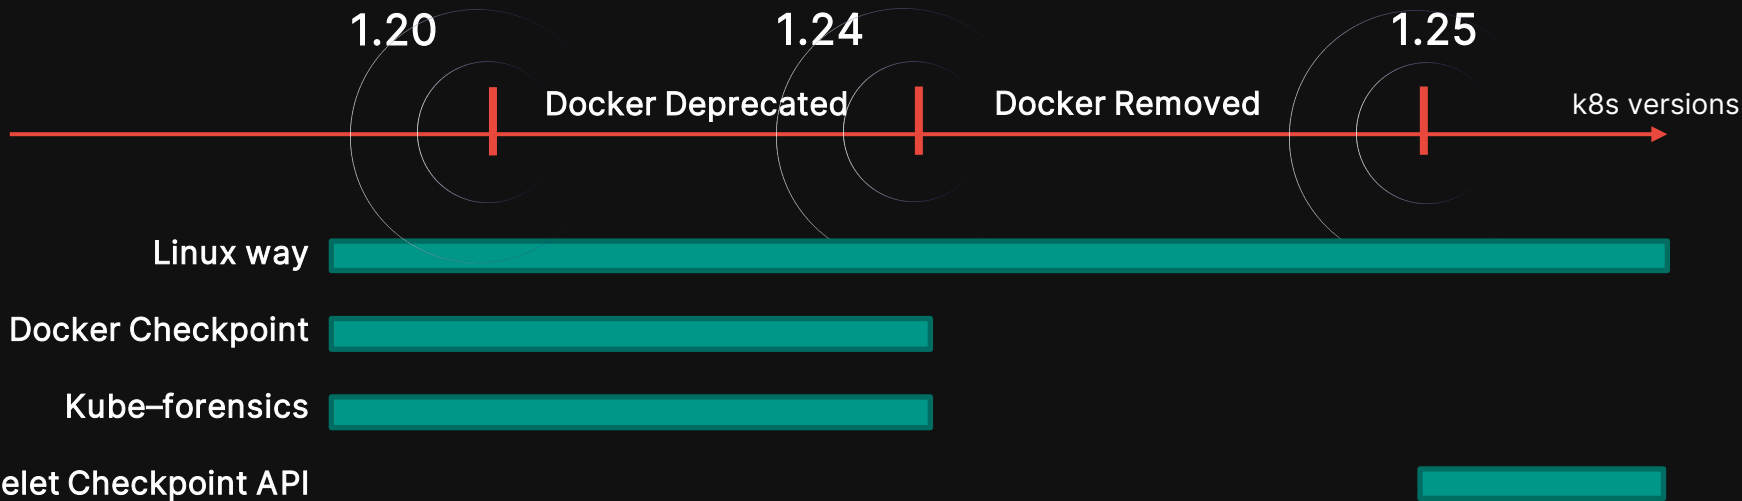 1.20
1.24
1.25
Docker Deprecated
Docker Removed
k8s versions
Linux way
Docker Checkpoint
Kube–forensics
elet Checkpoint API